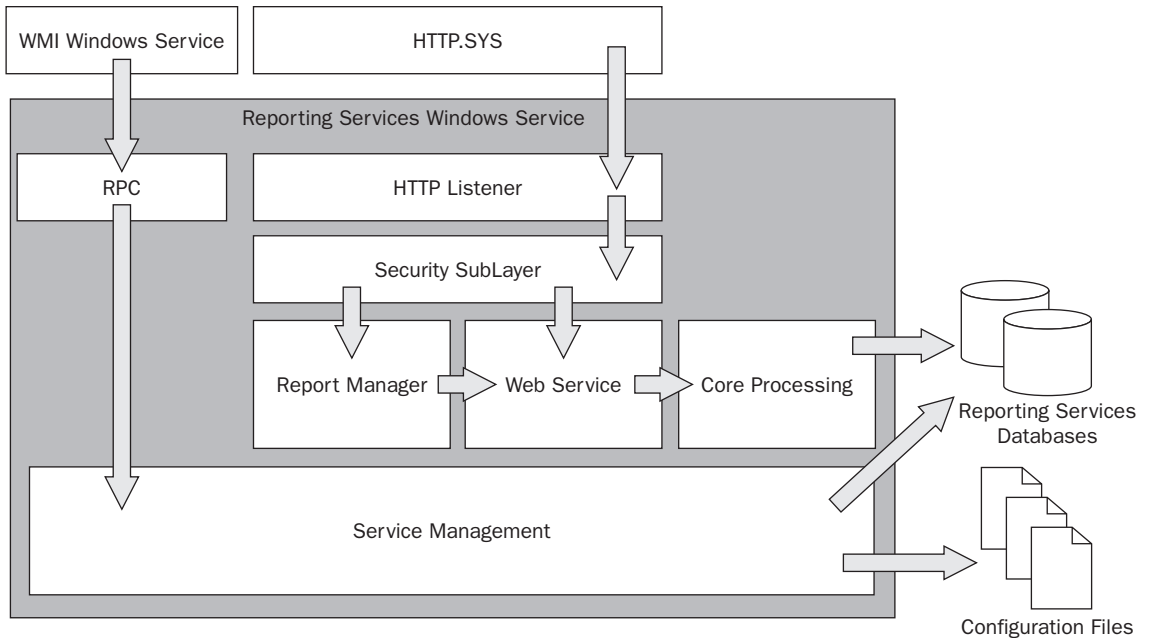 WMI Windows Service
HTTP.SYS
Reporting Services Windows Service
RPC
HTTP Listener
Security SubLayer
Report Manager
Web Service
Core Processing
Reporting Services
Databases
Service Management
Configuration Files